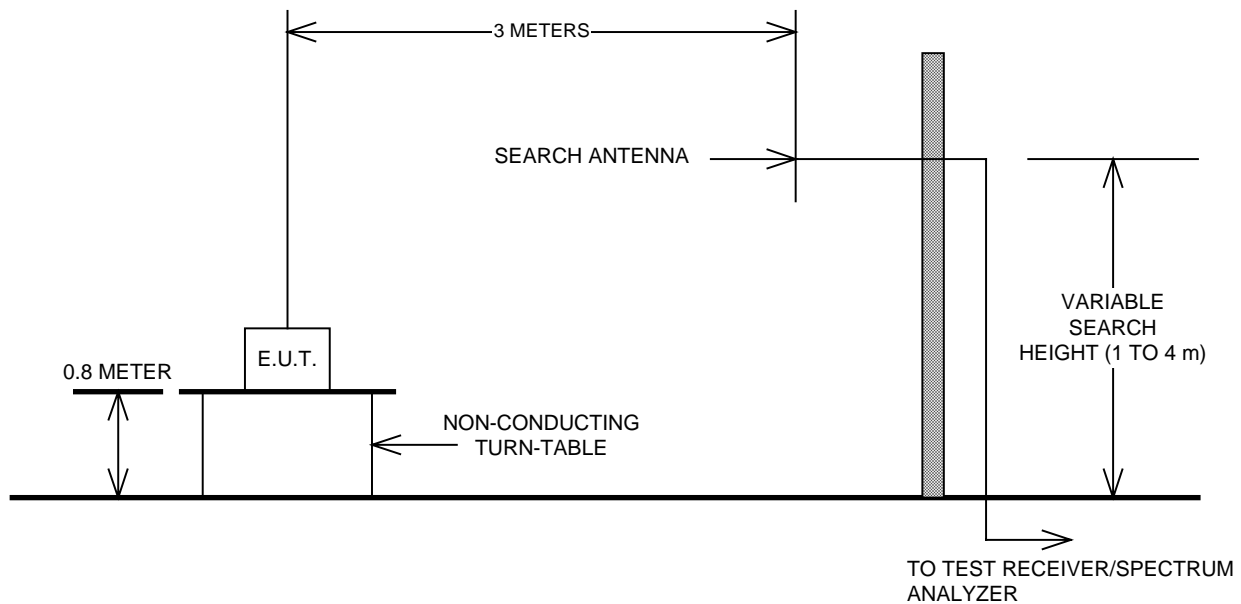 3 METERS
SEARCH ANTENNA
VARIABLE
SEARCH
HEIGHT (1 TO 4 m)
E.U.T.
0.8 METER
NON-CONDUCTING
TURN-TABLE
TO TEST RECEIVER/SPECTRUM
ANALYZER